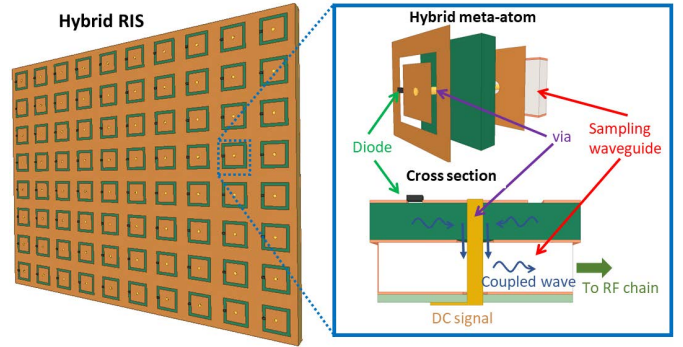 Hybrid RIS
Hybrid meta-atom
Diode
via
Sampling
waveguide
Cross section
Coupled wave
To RF chain
DC signal